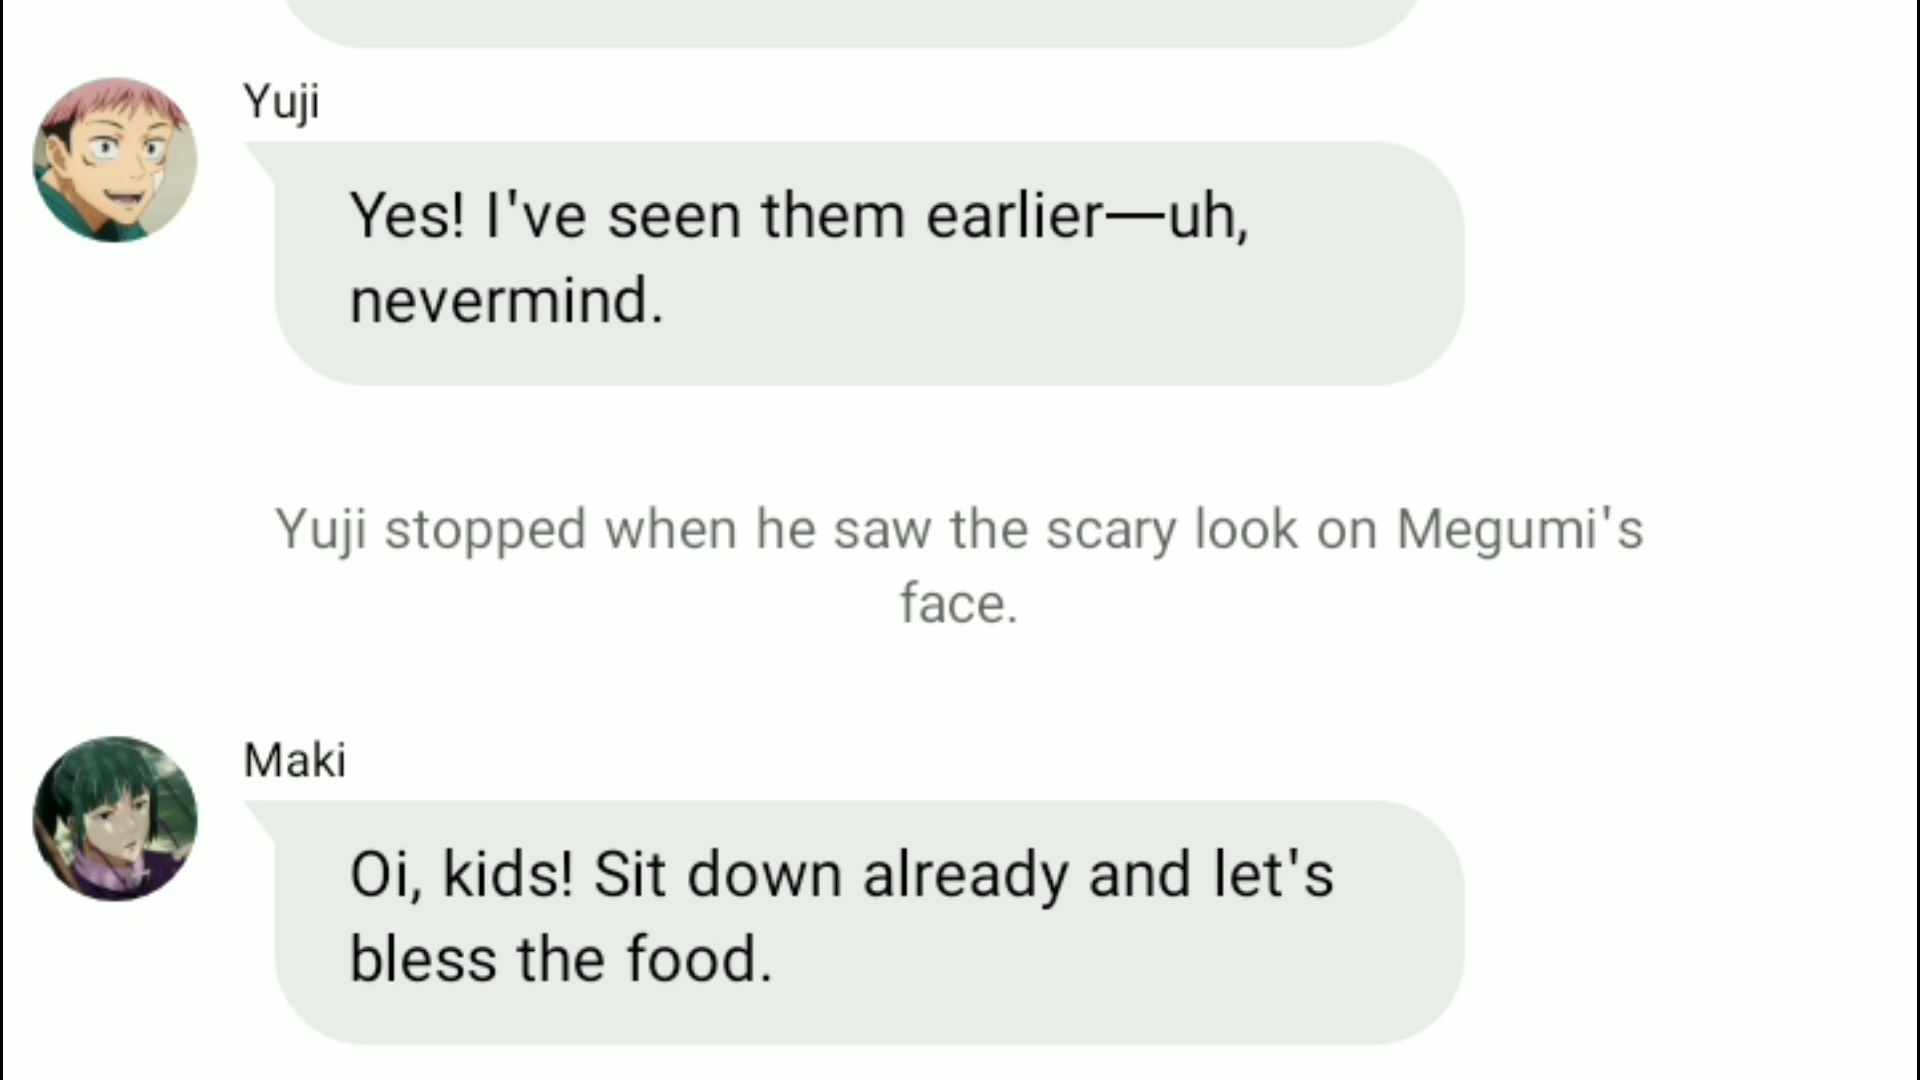 Yuji
Yes! I've seen them earlier—uh,
nevermind.
Yuji stopped when he saw the scary look on Megumi's
face.
Maki
Oi, kids! Sit down already and let's
bless the food.